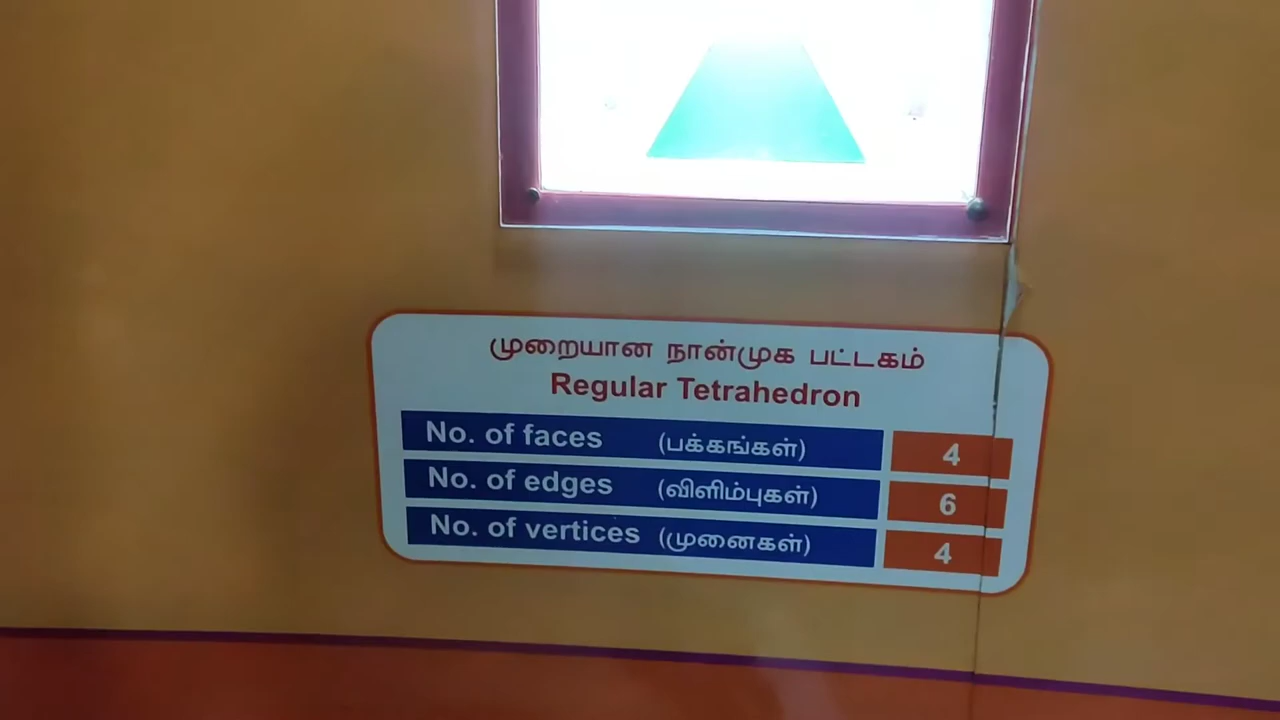 முறையான நான்முக பட்டகம்
Regular Tetrahedron
No. of faces (பக்கங்கள்) 4
No. of edges (விளிம்புகள்) 6
No. of vertices (முனைகள்) 4